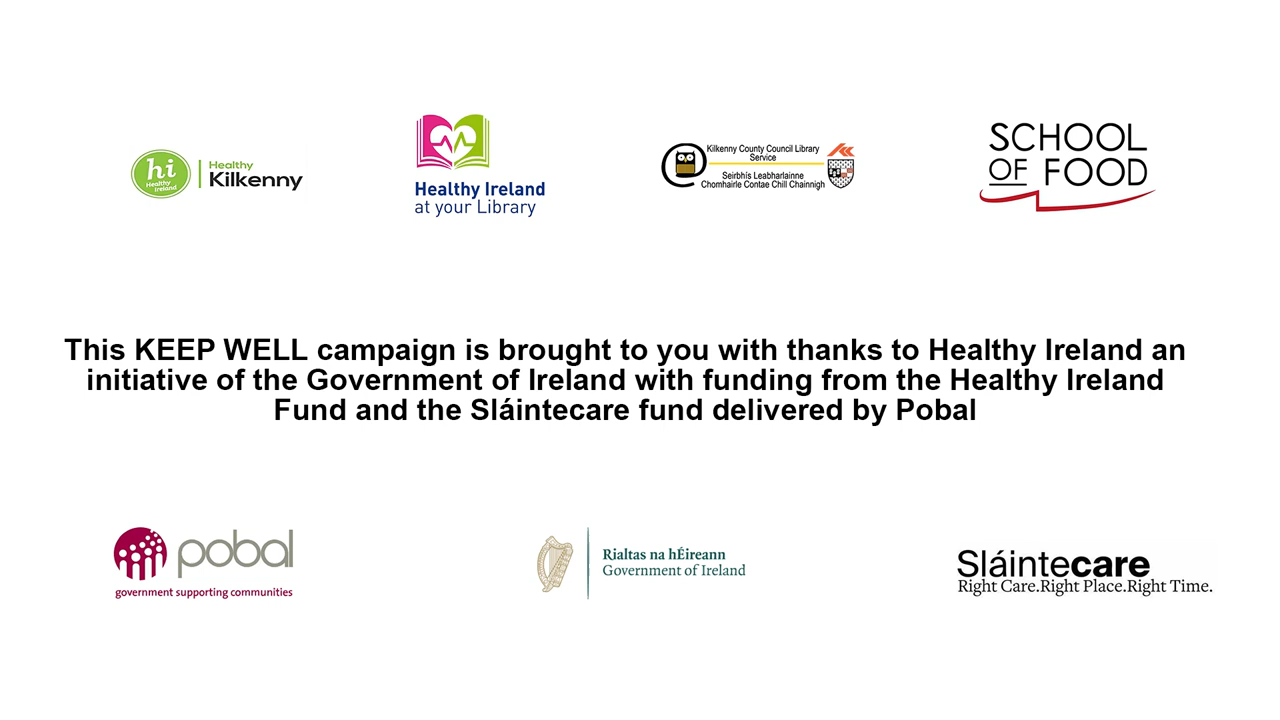 hi
Healthy
Ireland
Healthy
Kilkenny
Healthy Ireland
at your Library
Kilkenny County Council Library
Service
Seirbhís Leabharlainne
Chomhairle Contae Chill Chainnigh
SCHOOL
OF FOOD
This KEEP WELL campaign is brought to you with thanks to Healthy Ireland an
initiative of the Government of Ireland with funding from the Healthy Ireland
Fund and the Sláintecare fund delivered by Pobal
pobal
government supporting communities
Rialtas na hÉireann
Government of Ireland
Sláintecare
Right Care.Right Place.Right Time.